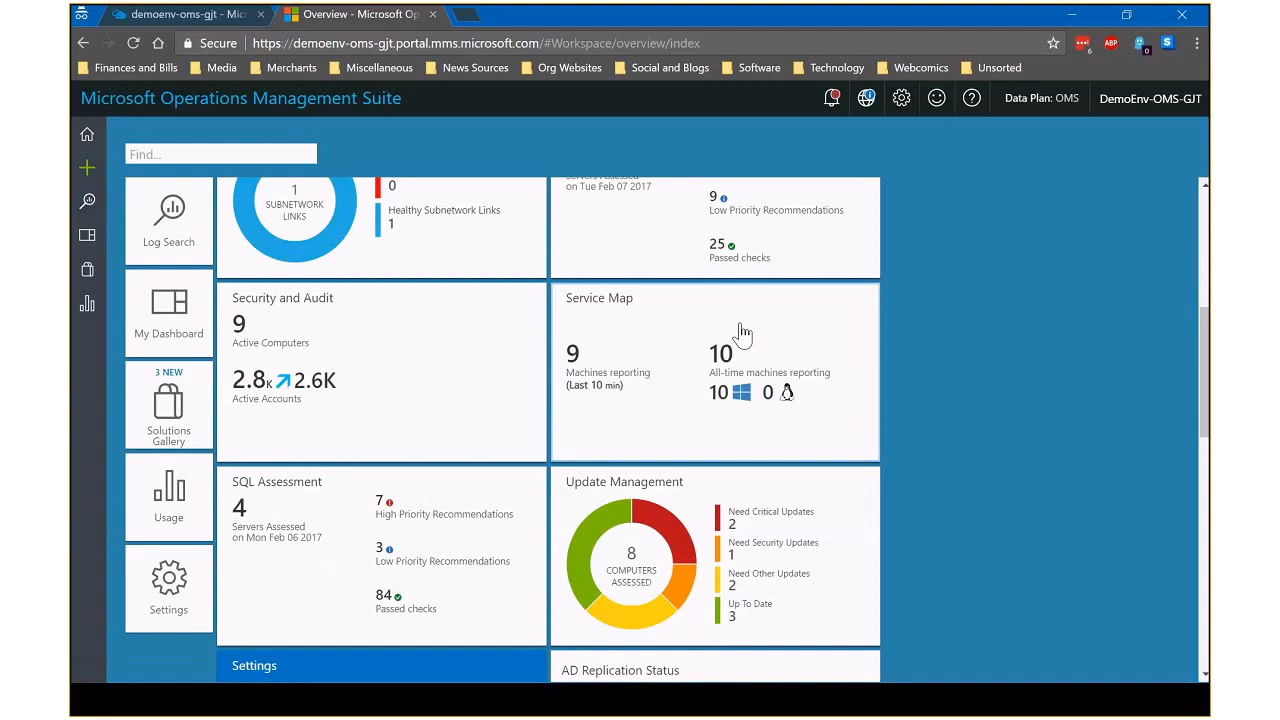 demoenv-oms-gjt - Mic
Overview - Microsoft Op
Secure
https://demoenv-oms-gjt.portal.mms.microsoft.com/#Workspace/overview/index
6
ABP
0
S
Finances and Bills
Media
Merchants
Miscellaneous
News Sources
Org Websites
Social and Blogs
Software
Technology
Webcomics
Unsorted
Microsoft Operations Management Suite
Data Plan: OMS
DemoEnv-OMS-GJT
Find...
Log Search
My Dashboard
3 NEW
Solutions
Gallery
Usage
Settings
1
SUBNETWORK
LINKS
0
Healthy Subnetwork Links
1
Servers Assessed
on Tue Feb 07 2017
9
Low Priority Recommendations
25
Passed checks
Security and Audit
9
Active Computers
2.8K 2.6K
Active Accounts
Service Map
9
Machines reporting
(Last 10 min)
10
All-time machines reporting
10 0
SQL Assessment
4
Servers Assessed
on Mon Feb 06 2017
7
High Priority Recommendations
3
Low Priority Recommendations
84
Passed checks
Update Management
8
COMPUTERS
ASSESSED
Need Critical Updates
2
Need Security Updates
1
Need Other Updates
2
Up To Date
3
Settings
AD Replication Status